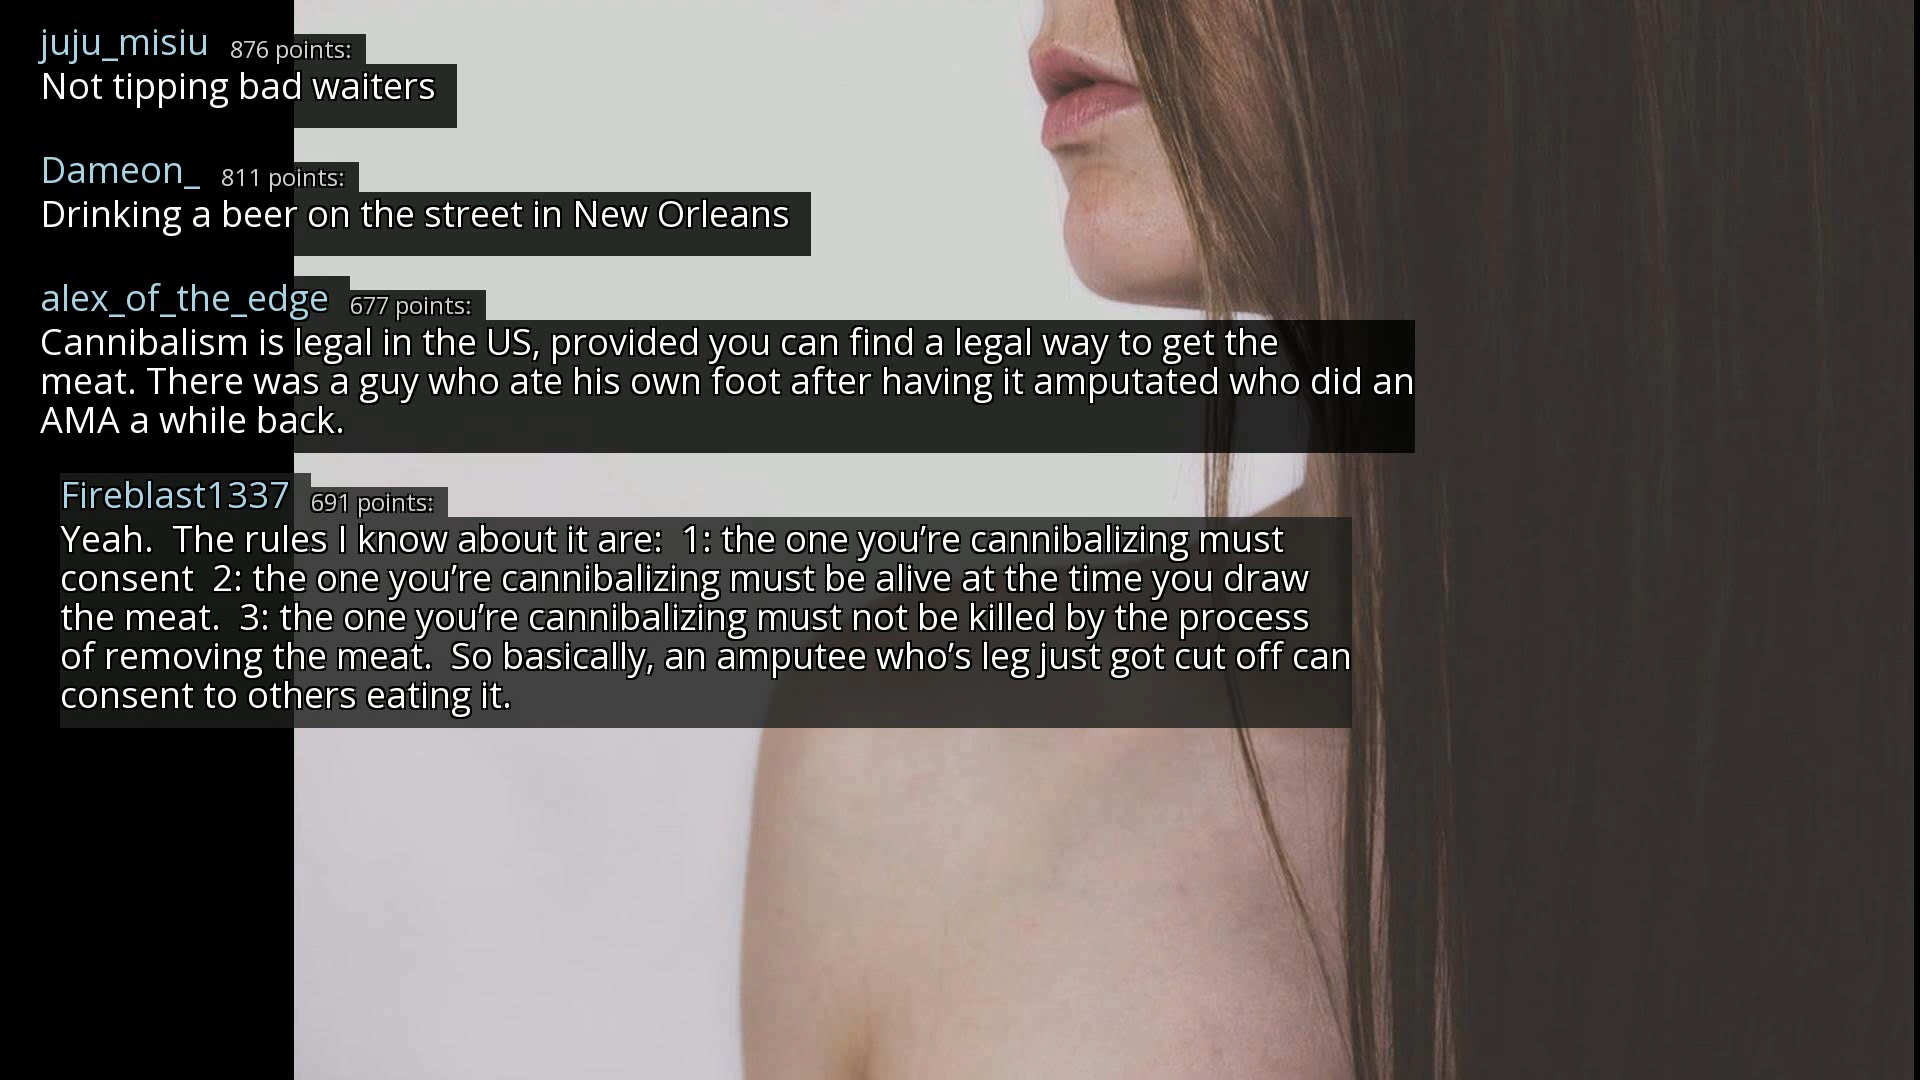 juju_misiu 876 points:
Not tipping bad waiters
Dameon_ 811 points:
Drinking a beer on the street in New Orleans
alex_of_the_edge 677 points:
Cannibalism is legal in the US, provided you can find a legal way to get the
meat. There was a guy who ate his own foot after having it amputated who did an
AMA a while back.
Fireblast1337 691 points:
Yeah.  The rules I know about it are:  1: the one you’re cannibalizing must
consent  2: the one you’re cannibalizing must be alive at the time you draw
the meat.  3: the one you’re cannibalizing must not be killed by the process
of removing the meat.  So basically, an amputee who’s leg just got cut off can
consent to others eating it.